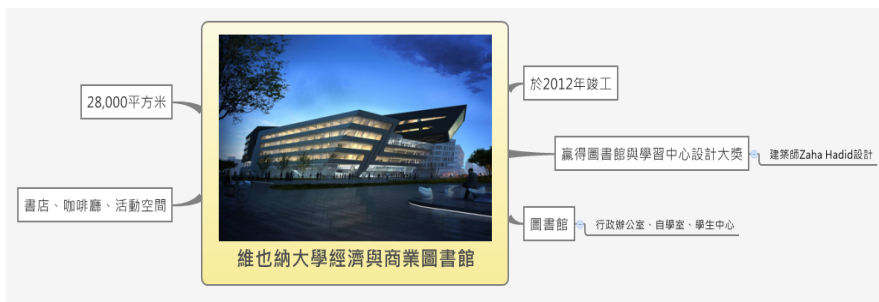 28,000平方米
書店、咖啡廳、活動空間
維也納大學經濟與商業圖書館
於2012年竣工
贏得圖書館與學習中心設計大獎
建築師Zaha Hadid設計
圖書館
行政辦公室、自學室、學生中心